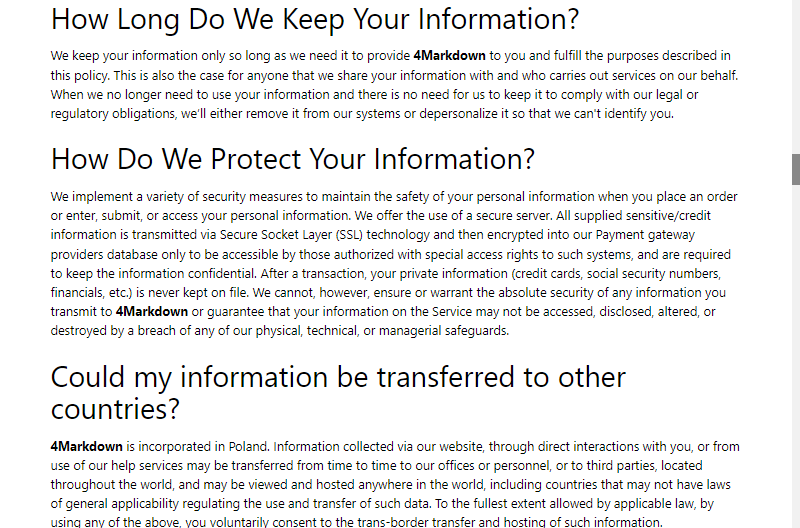 How Long Do We Keep Your Information?
We keep your information only so long as we need it to provide 4Markdown to you and fulfill the purposes described in
this policy. This is also the case for anyone that we share your information with and who carries out services on our behalf.
When we no longer need to use your information and there is no need for us to keep it to comply with our legal or
regulatory obligations, we'll either remove it from our systems or depersonalize it so that we can't identify you.
How Do We Protect Your Information?
We implement a variety of security measures to maintain the safety of your personal information when you place an order
or enter, submit, or access your personal information. We offer the use of a secure server. All supplied sensitive/credit
information is transmitted via Secure Socket Layer (SSL) technology and then encrypted into our Payment gateway
providers database only to be accessible by those authorized with special access rights to such systems, and are required
to keep the information confidential. After a transaction, your private information (credit cards, social security numbers,
financials, etc.) is never kept on file. We cannot, however, ensure or warrant the absolute security of any information you
transmit to 4Markdown or guarantee that your information on the Service may not be accessed, disclosed, altered, or
destroyed by a breach of any of our physical, technical, or managerial safeguards.
Could my information be transferred to other
countries?
4Markdown is incorporated in Poland. Information collected via our website, through direct interactions with you, or from
use of our help services may be transferred from time to time to our offices or personnel, or to third parties, located
throughout the world, and may be viewed and hosted anywhere in the world, including countries that may not have laws
of general applicability regulating the use and transfer of such data. To the fullest extent allowed by applicable law, by
using any of the above, you voluntarily consent to the trans-border transfer and hosting of such information.